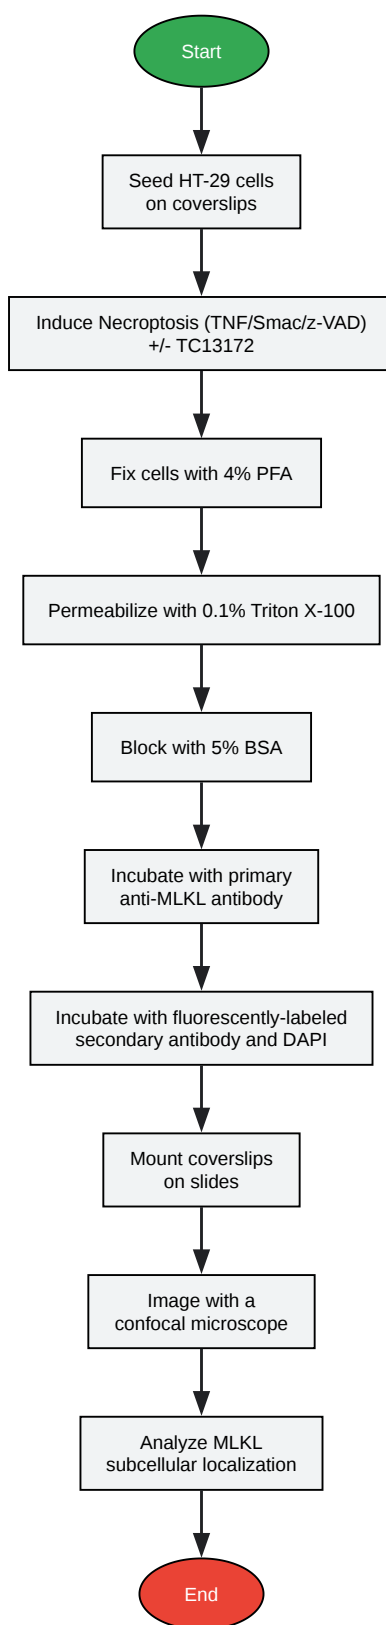 Start
Seed HT-29 cells
on coverslips
Induce Necroptosis (TNF/Smac/z-VAD)
+/- TC13172
Fix cells with 4% PFA
Permeabilize with 0.1% Triton X-100
Block with 5% BSA
Incubate with primary
anti-MLKL antibody
Incubate with fluorescently-labeled
secondary antibody and DAPI
Mount coverslips
on slides
Image with a
confocal microscope
Analyze MLKL
subcellular localization
End